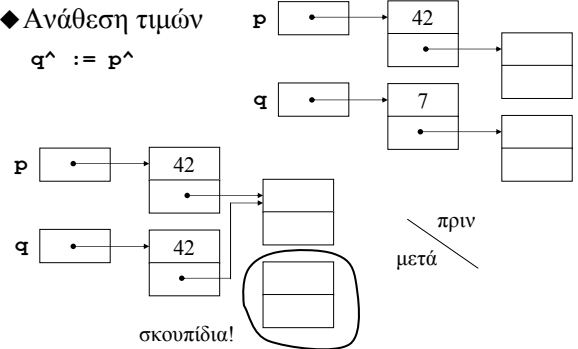 ◆Ανάθεση τιμών
q^ := p^
p 42
q 7
p 42
q 42
πριν
μετά
σκουπίδια!